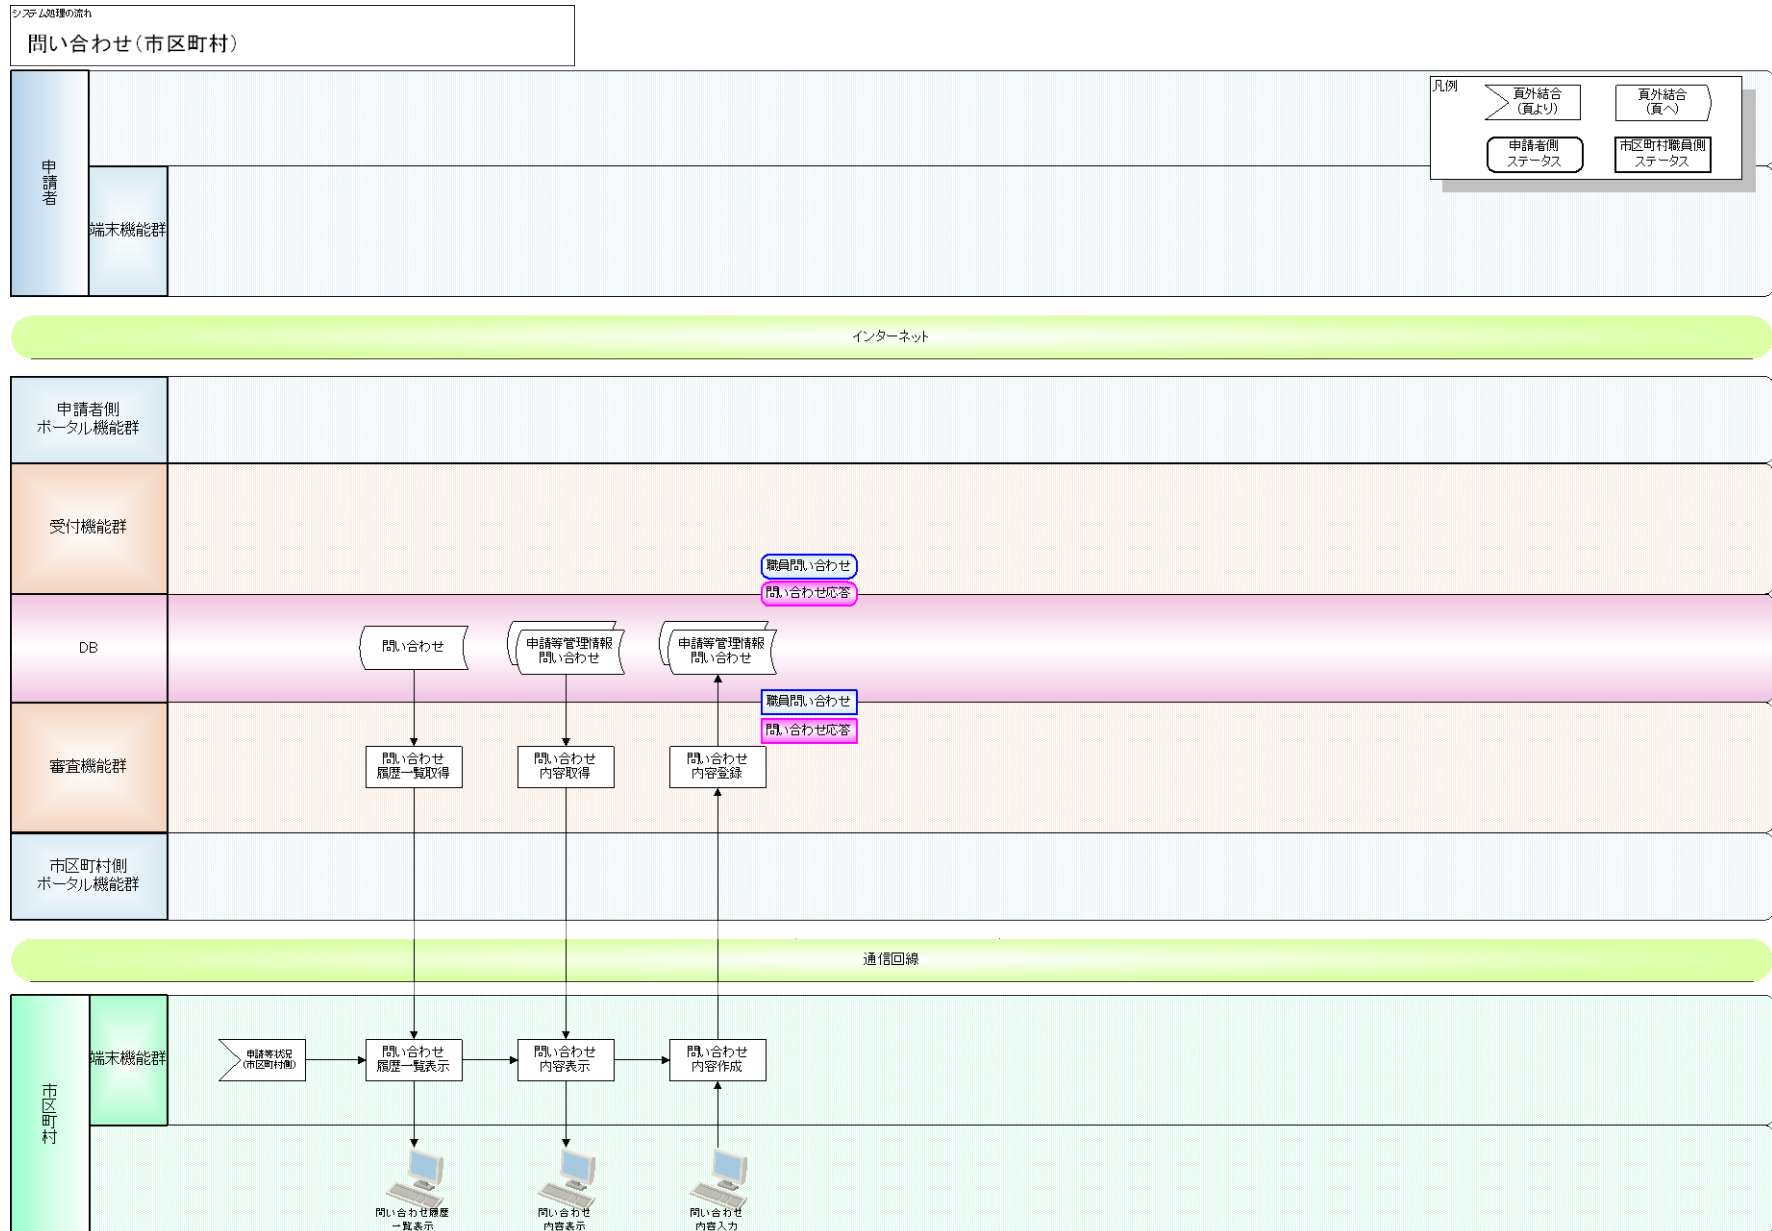 システム処理の流れ
問い合わせ（市区町村）
凡例
頁外結合
（頁より）
頁外結合
（頁へ）
申請者側
ステータス
市区町村職員側
ステータス
申請者
端末機能群
インターネット
申請者側
ポータル機能群
受付機能群
職員問い合わせ
問い合わせ応答
DB
問い合わせ
申請等管理情報
問い合わせ
申請等管理情報
問い合わせ
職員問い合わせ
問い合わせ応答
審査機能群
問い合わせ
履歴一覧取得
問い合わせ
内容取得
問い合わせ
内容登録
市区町村側
ポータル機能群
通信回線
市区町村
端末機能群
申請等状況
（市区町村側）
問い合わせ
履歴一覧表示
問い合わせ
内容表示
問い合わせ
内容作成
問い合わせ履歴
一覧表示
問い合わせ
内容表示
問い合わせ
内容入力